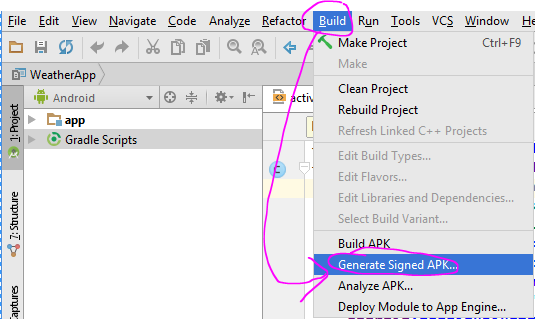 File Edit View Navigate Code Analyze Refactor Build Run Tools VCS Window He
WeatherApp
Android
app
Gradle Scripts
1: Project
7: Structure
Captures
activ
C
Make Project Ctrl+F9
Make
Clean Project
Rebuild Project
Refresh Linked C++ Projects
Edit Build Types...
Edit Flavors...
Edit Libraries and Dependencies...
Select Build Variant...
Build APK
Generate Signed APK...
Analyze APK...
Deploy Module to App Engine...